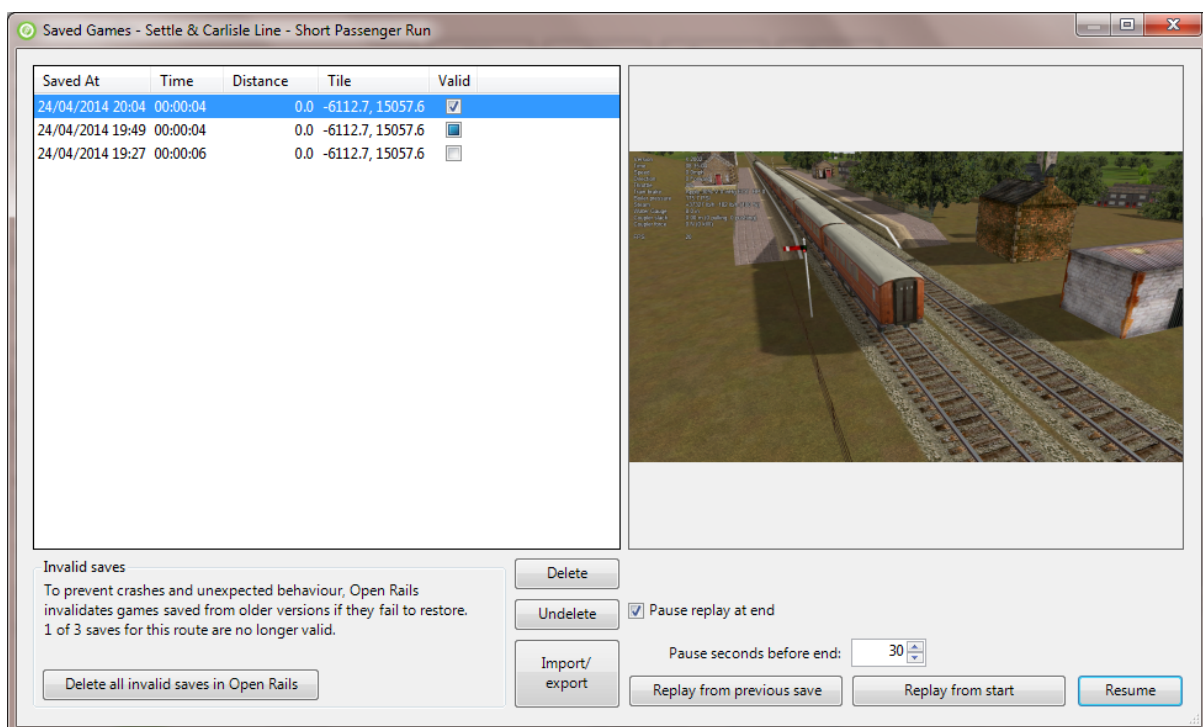 Saved Games - Settle & Carlisle Line - Short Passenger Run
Saved At Time Distance Tile Valid
24/04/2014 20:04 00:00:04 0.0 -6112.7, 15057.6
24/04/2014 19:49 00:00:04 0.0 -6112.7, 15057.6
24/04/2014 19:27 00:00:06 0.0 -6112.7, 15057.6
Invalid saves
To prevent crashes and unexpected behaviour, Open Rails
invalidates games saved from older versions if they fail to restore.
1 of 3 saves for this route are no longer valid.
Delete all invalid saves in Open Rails
Delete
Undelete
Import/
export
Pause replay at end
Pause seconds before end: 30
Replay from previous save Replay from start Resume